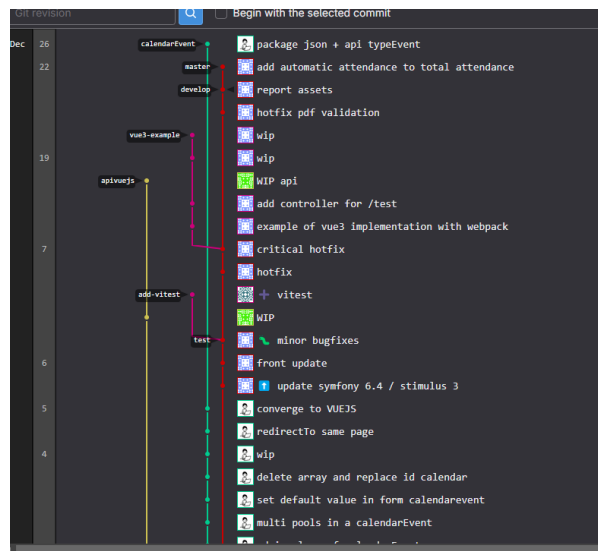 Git revision
Begin with the selected commit
Dec 26 calendarEvent package json + api typeEvent
22 master add automatic attendance to total attendance
develop report assets
hotfix pdf validation
vue3-example wip
19 wip
apivuejs WIP api
add controller for /test
example of vue3 implementation with webpack
7 critical hotfix
hotfix
add-vitest vitest
WIP
test minor bugfixes
6 front update
update symfony 6.4 / stimulus 3
5 converge to VUEJS
redirectTo same page
4 wip
delete array and replace id calendar
set default value in form calendarevent
multi pools in a calendarEvent